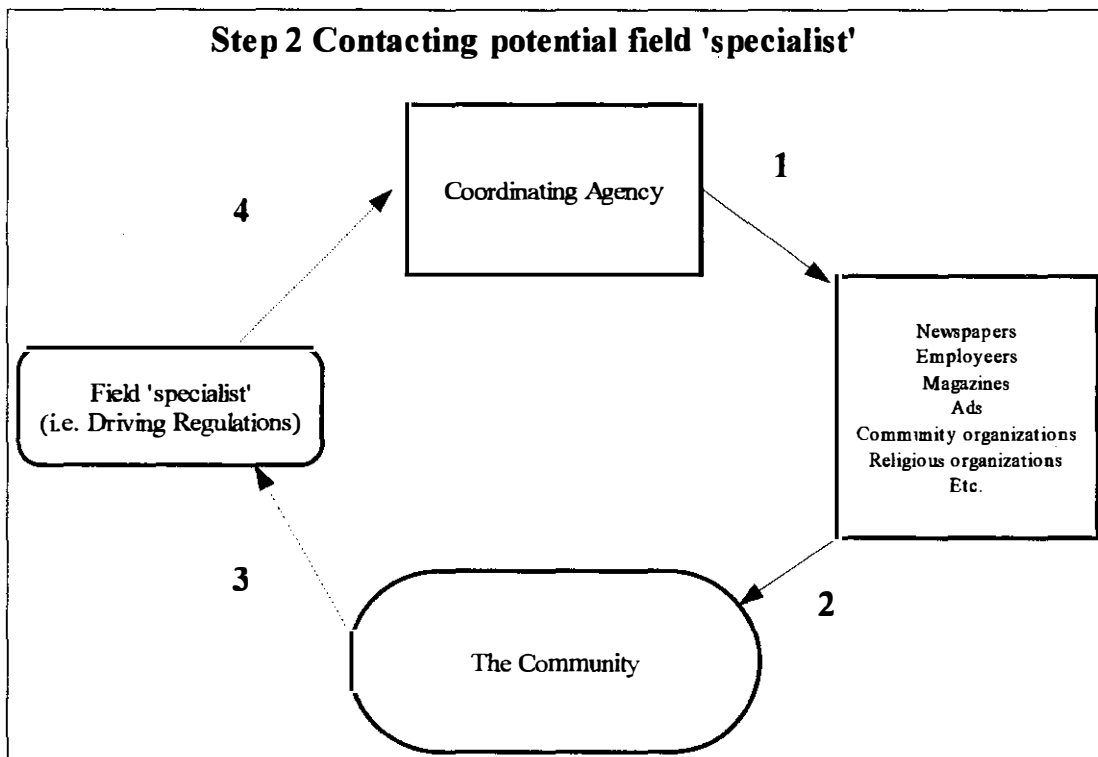 Step 2 Contacting potential field 'specialist'
Coordinating Agency
1
Newspapers
Employeers
Magazines
Ads
Community organizations
Religious organizations
Etc.
2
The Community
3
Field 'specialist'
(i.e. Driving Regulations)
4